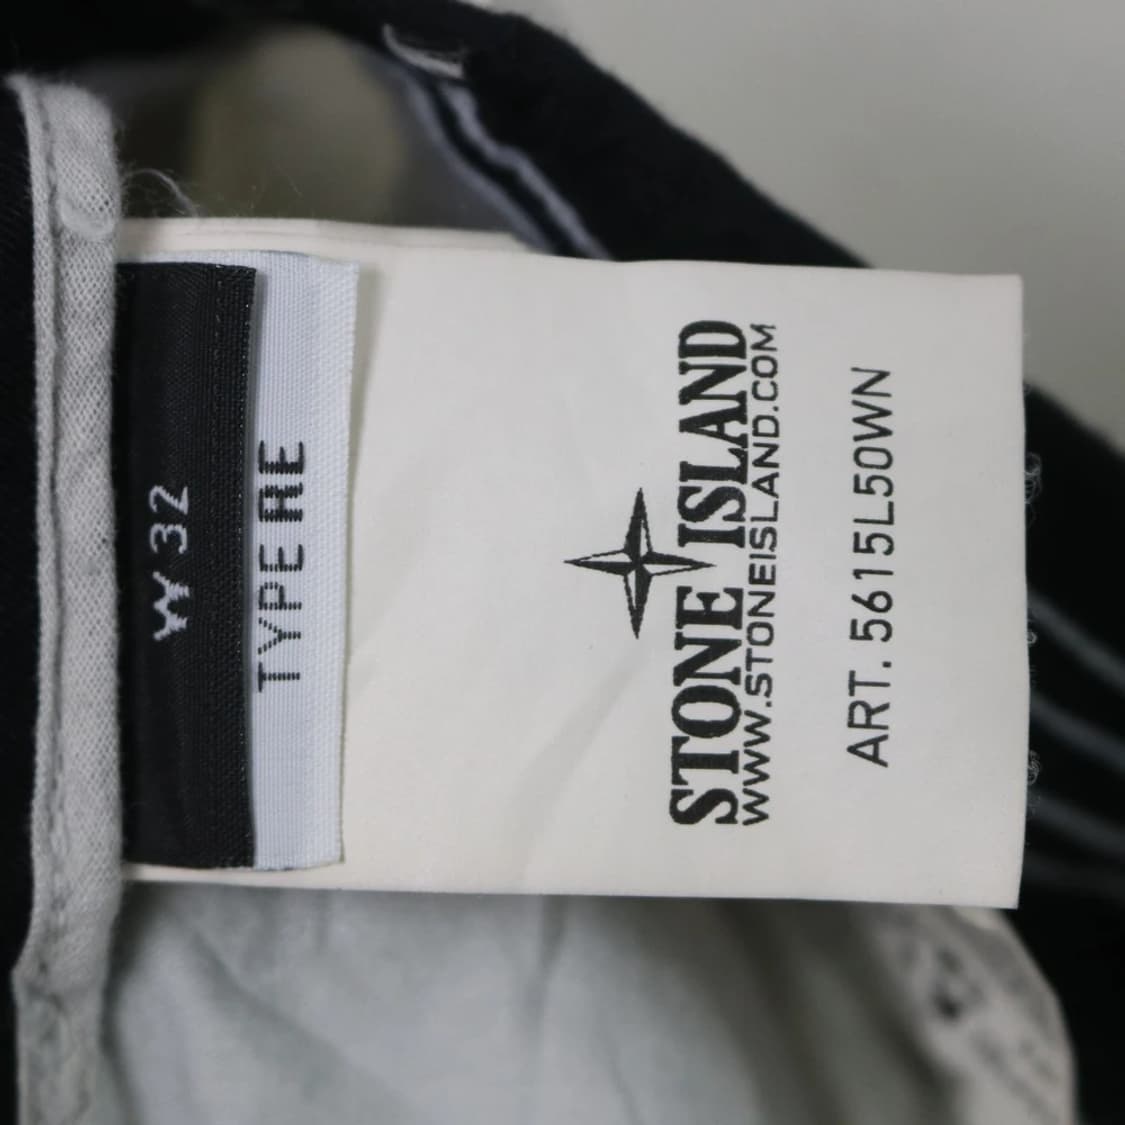 W 32
TYPE RE
STONE ISLAND
WWW.STONEISLAND.COM
ART. 5615L50WN